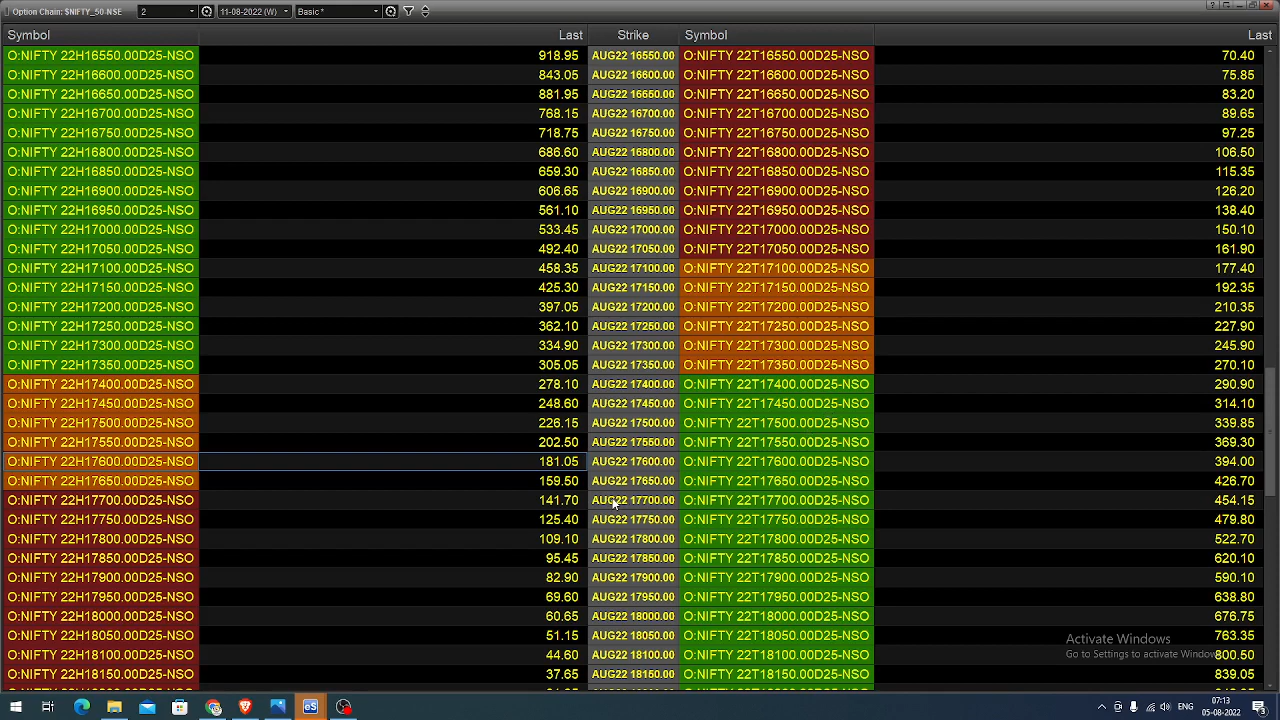 Option Chain: $NIFTY_50 NSE 2 11-08-2022 (W) Basic*
Symbol Last Strike Symbol Last
O:NIFTY 22H16550.00D25-NSO 918.95 AUG22 16550.00 O:NIFTY 22T16550.00D25-NSO 70.40
O:NIFTY 22H16600.00D25-NSO 843.05 AUG22 16600.00 O:NIFTY 22T16600.00D25-NSO 75.85
O:NIFTY 22H16650.00D25-NSO 881.95 AUG22 16650.00 O:NIFTY 22T16650.00D25-NSO 83.20
O:NIFTY 22H16700.00D25-NSO 768.15 AUG22 16700.00 O:NIFTY 22T16700.00D25-NSO 89.65
O:NIFTY 22H16750.00D25-NSO 718.75 AUG22 16750.00 O:NIFTY 22T16750.00D25-NSO 97.25
O:NIFTY 22H16800.00D25-NSO 686.60 AUG22 16800.00 O:NIFTY 22T16800.00D25-NSO 106.50
O:NIFTY 22H16850.00D25-NSO 659.30 AUG22 16850.00 O:NIFTY 22T16850.00D25-NSO 115.35
O:NIFTY 22H16900.00D25-NSO 606.65 AUG22 16900.00 O:NIFTY 22T16900.00D25-NSO 126.20
O:NIFTY 22H16950.00D25-NSO 561.10 AUG22 16950.00 O:NIFTY 22T16950.00D25-NSO 138.40
O:NIFTY 22H17000.00D25-NSO 533.45 AUG22 17000.00 O:NIFTY 22T17000.00D25-NSO 150.10
O:NIFTY 22H17050.00D25-NSO 492.40 AUG22 17050.00 O:NIFTY 22T17050.00D25-NSO 161.90
O:NIFTY 22H17100.00D25-NSO 458.35 AUG22 17100.00 O:NIFTY 22T17100.00D25-NSO 177.40
O:NIFTY 22H17150.00D25-NSO 425.30 AUG22 17150.00 O:NIFTY 22T17150.00D25-NSO 192.35
O:NIFTY 22H17200.00D25-NSO 397.05 AUG22 17200.00 O:NIFTY 22T17200.00D25-NSO 210.35
O:NIFTY 22H17250.00D25-NSO 362.10 AUG22 17250.00 O:NIFTY 22T17250.00D25-NSO 227.90
O:NIFTY 22H17300.00D25-NSO 334.90 AUG22 17300.00 O:NIFTY 22T17300.00D25-NSO 245.90
O:NIFTY 22H17350.00D25-NSO 305.05 AUG22 17350.00 O:NIFTY 22T17350.00D25-NSO 270.10
O:NIFTY 22H17400.00D25-NSO 278.10 AUG22 17400.00 O:NIFTY 22T17400.00D25-NSO 290.90
O:NIFTY 22H17450.00D25-NSO 248.60 AUG22 17450.00 O:NIFTY 22T17450.00D25-NSO 314.10
O:NIFTY 22H17500.00D25-NSO 226.15 AUG22 17500.00 O:NIFTY 22T17500.00D25-NSO 339.85
O:NIFTY 22H17550.00D25-NSO 202.50 AUG22 17550.00 O:NIFTY 22T17550.00D25-NSO 369.30
O:NIFTY 22H17600.00D25-NSO 181.05 AUG22 17600.00 O:NIFTY 22T17600.00D25-NSO 394.00
O:NIFTY 22H17650.00D25-NSO 159.50 AUG22 17650.00 O:NIFTY 22T17650.00D25-NSO 426.70
O:NIFTY 22H17700.00D25-NSO 141.70 AUG22 17700.00 O:NIFTY 22T17700.00D25-NSO 454.15
O:NIFTY 22H17750.00D25-NSO 125.40 AUG22 17750.00 O:NIFTY 22T17750.00D25-NSO 479.80
O:NIFTY 22H17800.00D25-NSO 109.10 AUG22 17800.00 O:NIFTY 22T17800.00D25-NSO 522.70
O:NIFTY 22H17850.00D25-NSO 95.45 AUG22 17850.00 O:NIFTY 22T17850.00D25-NSO 620.10
O:NIFTY 22H17900.00D25-NSO 82.90 AUG22 17900.00 O:NIFTY 22T17900.00D25-NSO 590.10
O:NIFTY 22H17950.00D25-NSO 69.60 AUG22 17950.00 O:NIFTY 22T17950.00D25-NSO 638.80
O:NIFTY 22H18000.00D25-NSO 60.65 AUG22 18000.00 O:NIFTY 22T18000.00D25-NSO 676.75
O:NIFTY 22H18050.00D25-NSO 51.15 AUG22 18050.00 O:NIFTY 22T18050.00D25-NSO 763.35
O:NIFTY 22H18100.00D25-NSO 44.60 AUG22 18100.00 O:NIFTY 22T18100.00D25-NSO 800.50
O:NIFTY 22H18150.00D25-NSO 37.65 AUG22 18150.00 O:NIFTY 22T18150.00D25-NSO 839.05
Activate Windows
Go to Settings to activate Window
eS ENG 07:13
05-08-2022